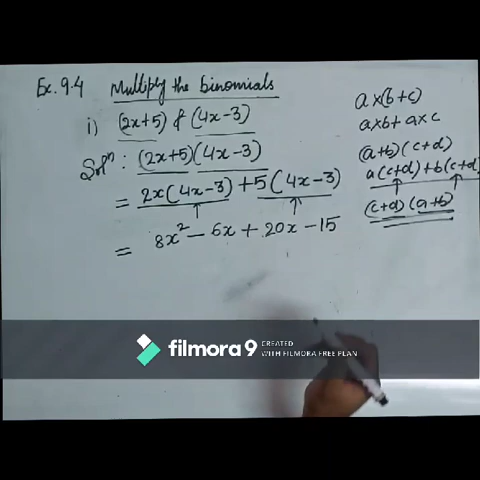 Ex. 9.4 Multiply the binomials
i) (2x+5) & (4x-3)
Solⁿ : (2x+5)(4x-3)
= 2x(4x-3) + 5(4x-3)
= 8x² - 6x + 20x - 15
a×(b+c)
a×b+a×c
(a+b)(c+d)
a(c+d)+b(c+d)
(c+d)(a+b)
filmora 9
CREATED
WITH FILMORA FREE PLAN